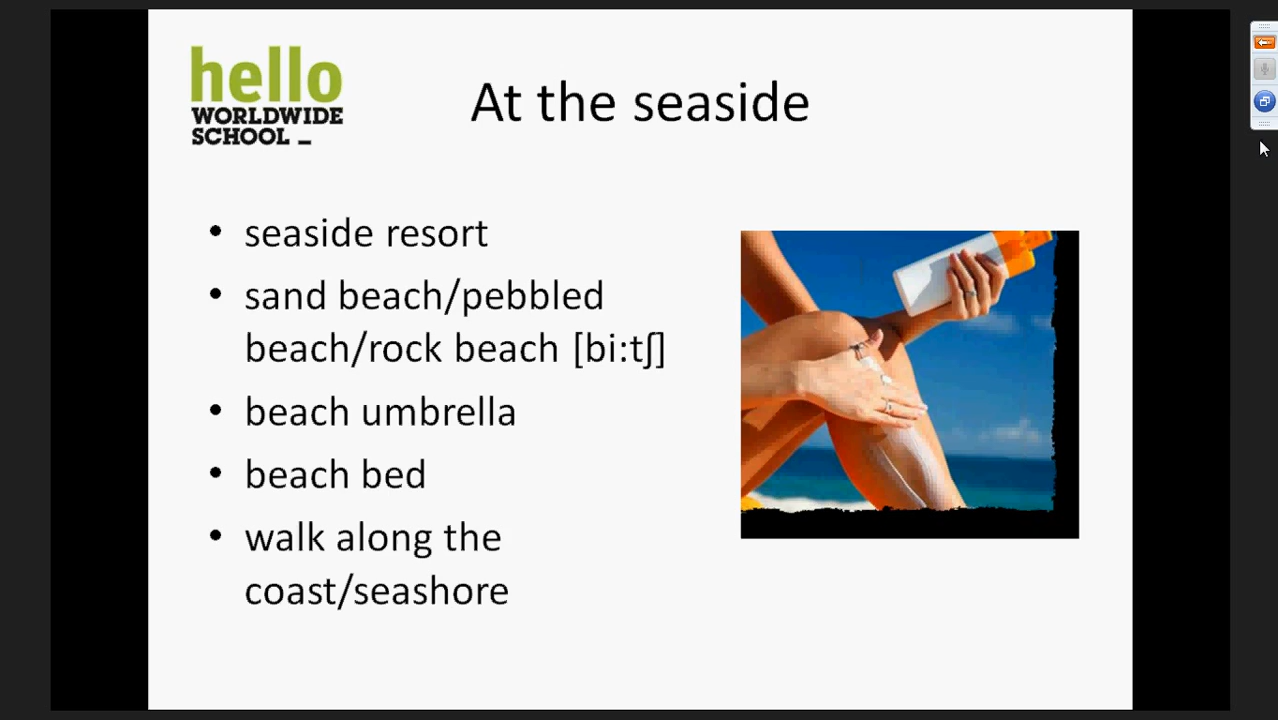 hello
WORLDWIDE
SCHOOL _
At the seaside
• seaside resort
• sand beach/pebbled
beach/rock beach [bi:tʃ]
• beach umbrella
• beach bed
• walk along the
coast/seashore